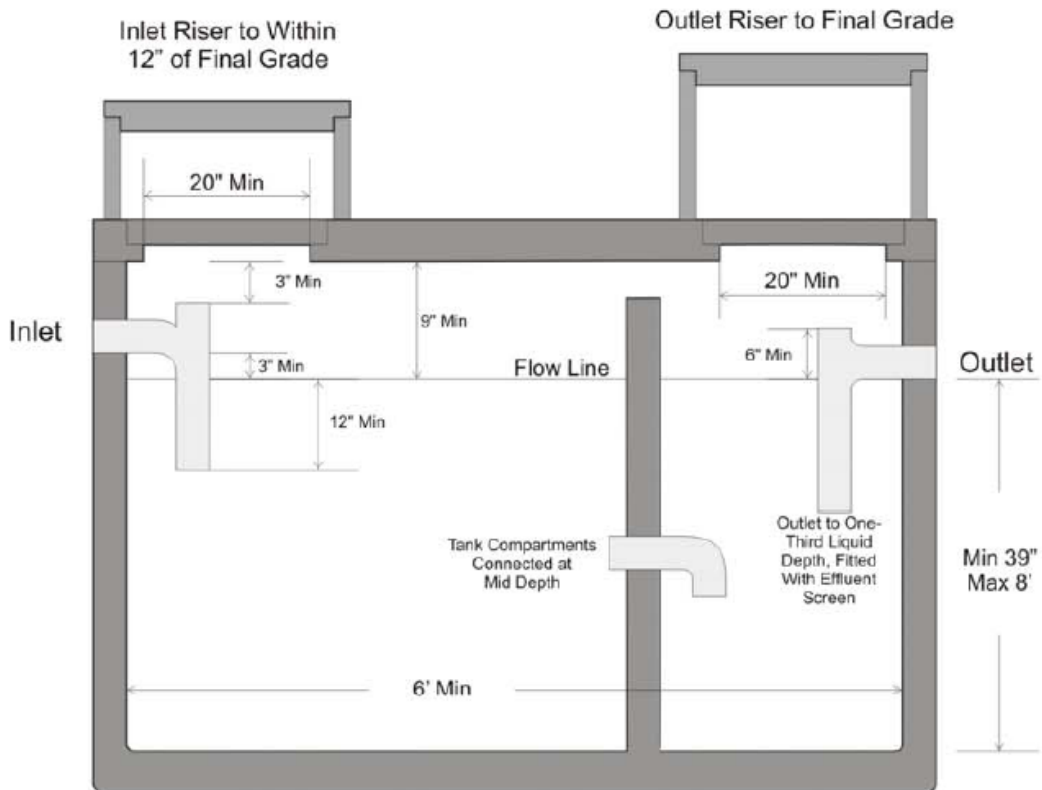 Inlet Riser to Within
12" of Final Grade
Outlet Riser to Final Grade
20" Min
3" Min
9" Min
20" Min
Inlet
3" Min
Flow Line
6" Min
Outlet
12" Min
Tank Compartments
Connected at
Mid Depth
Outlet to One-
Third Liquid
Depth, Fitted
With Effluent
Screen
Min 39"
Max 8'
6' Min